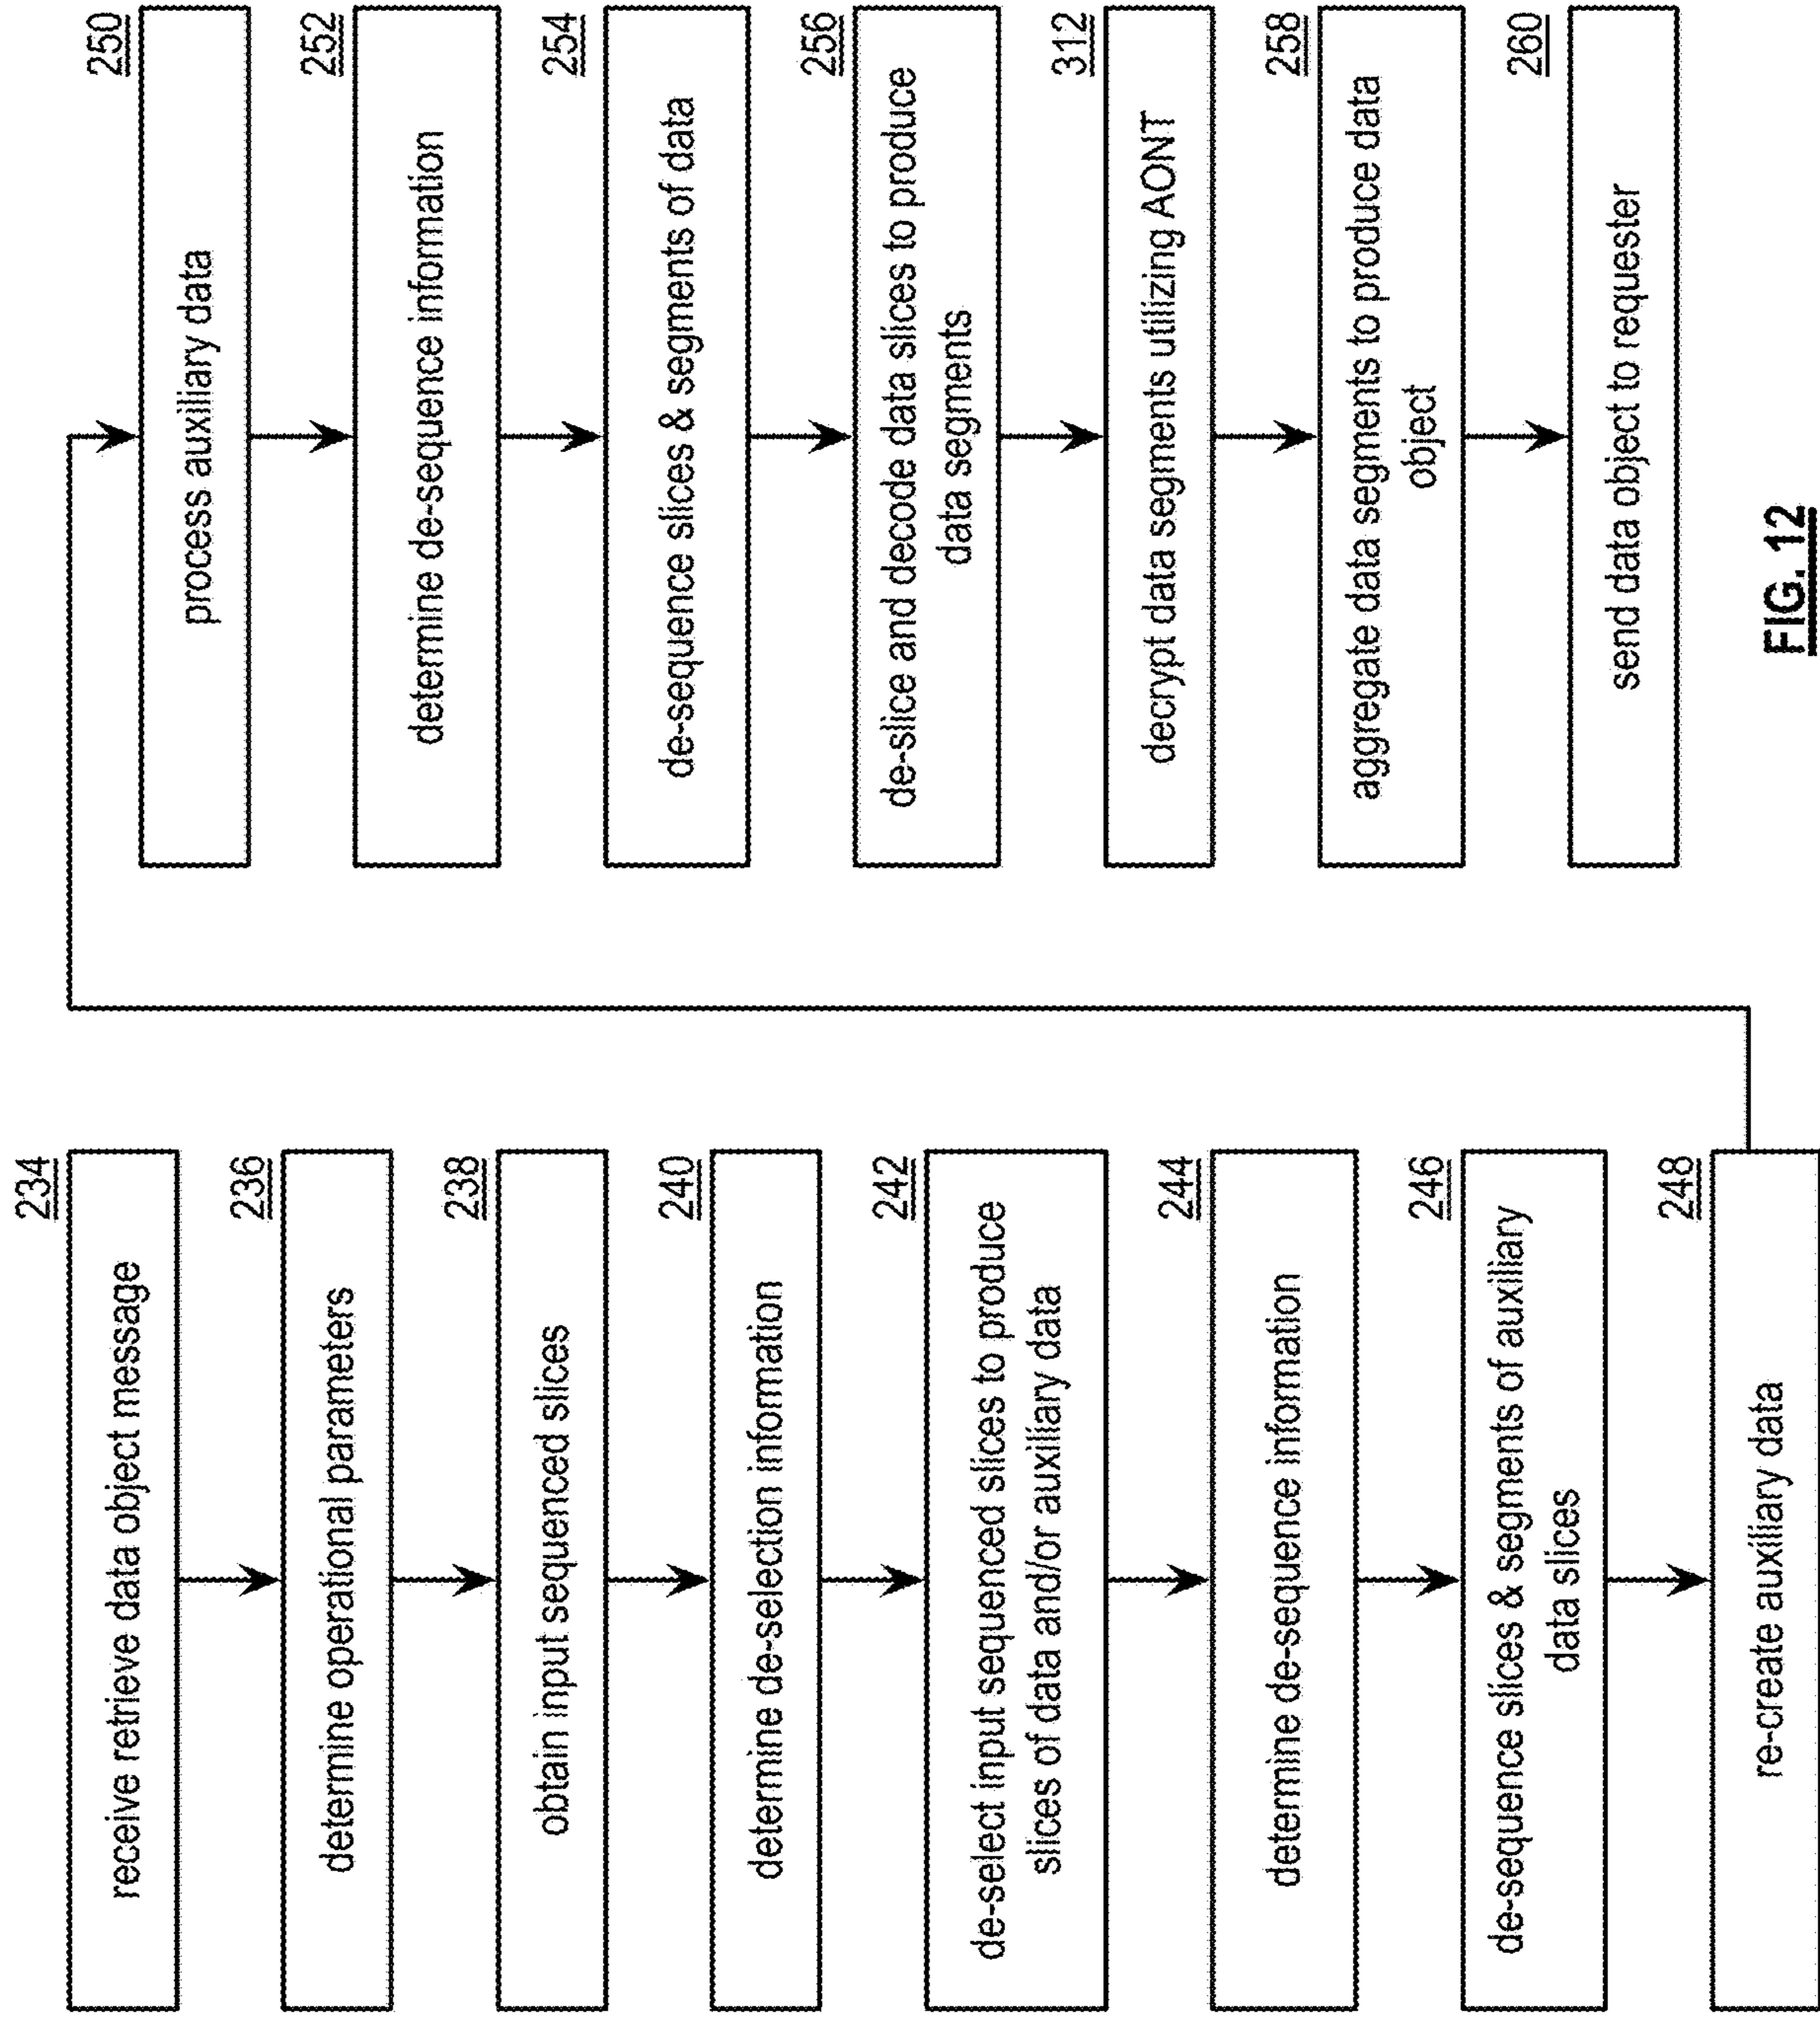 234
receive retrieve data object message
236
determine operational parameters
238
obtain input sequenced slices
240
determine de-selection information
242
de-select input sequenced slices to produce
slices of data and/or auxiliary data
244
determine de-sequence information
246
de-sequence slices & segments of auxiliary
data slices
248
re-create auxiliary data
250
process auxiliary data
252
determine de-sequence information
254
de-sequence slices & segments of data
256
de-slice and decode data slices to produce
data segments
312
decrypt data segments utilizing AONT
258
aggregate data segments to produce data
object
260
send data object to requester
FIG. 12